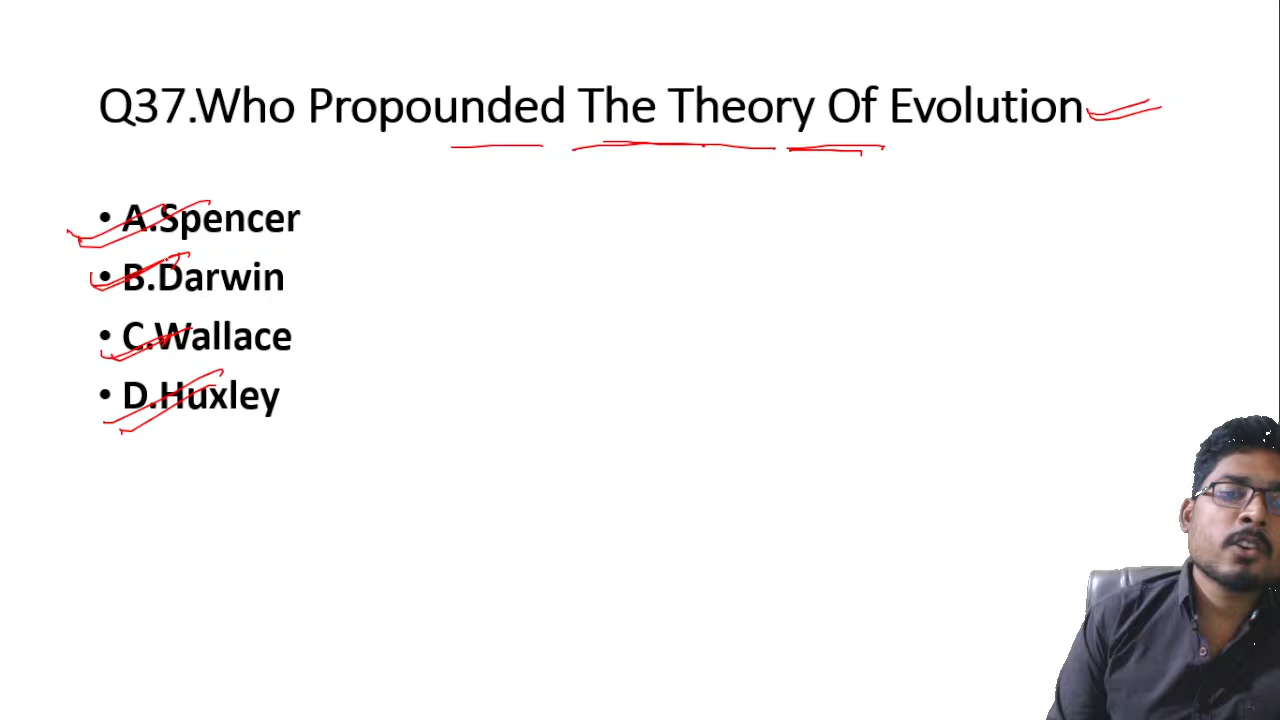 Q37.Who Propounded The Theory Of Evolution
• A.Spencer
• B.Darwin
• C.Wallace
• D.Huxley